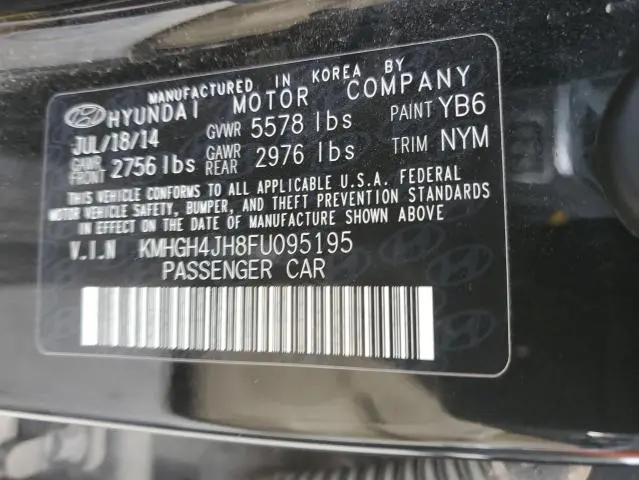 MANUFACTURED IN KOREA BY
HYUNDAI MOTOR COMPANY
JUL/18/14 GVWR 5578 lbs PAINT YB6
GAWR FRONT 2756 lbs GAWR REAR 2976 lbs TRIM NYM
THIS VEHICLE CONFORMS TO ALL APPLICABLE U.S.A. FEDERAL
MOTOR VEHICLE SAFETY, BUMPER, AND THEFT PREVENTION STANDARDS
IN EFFECT ON THE DATE OF MANUFACTURE SHOWN ABOVE
V.I.N KMHGH4JH8FU095195
PASSENGER CAR